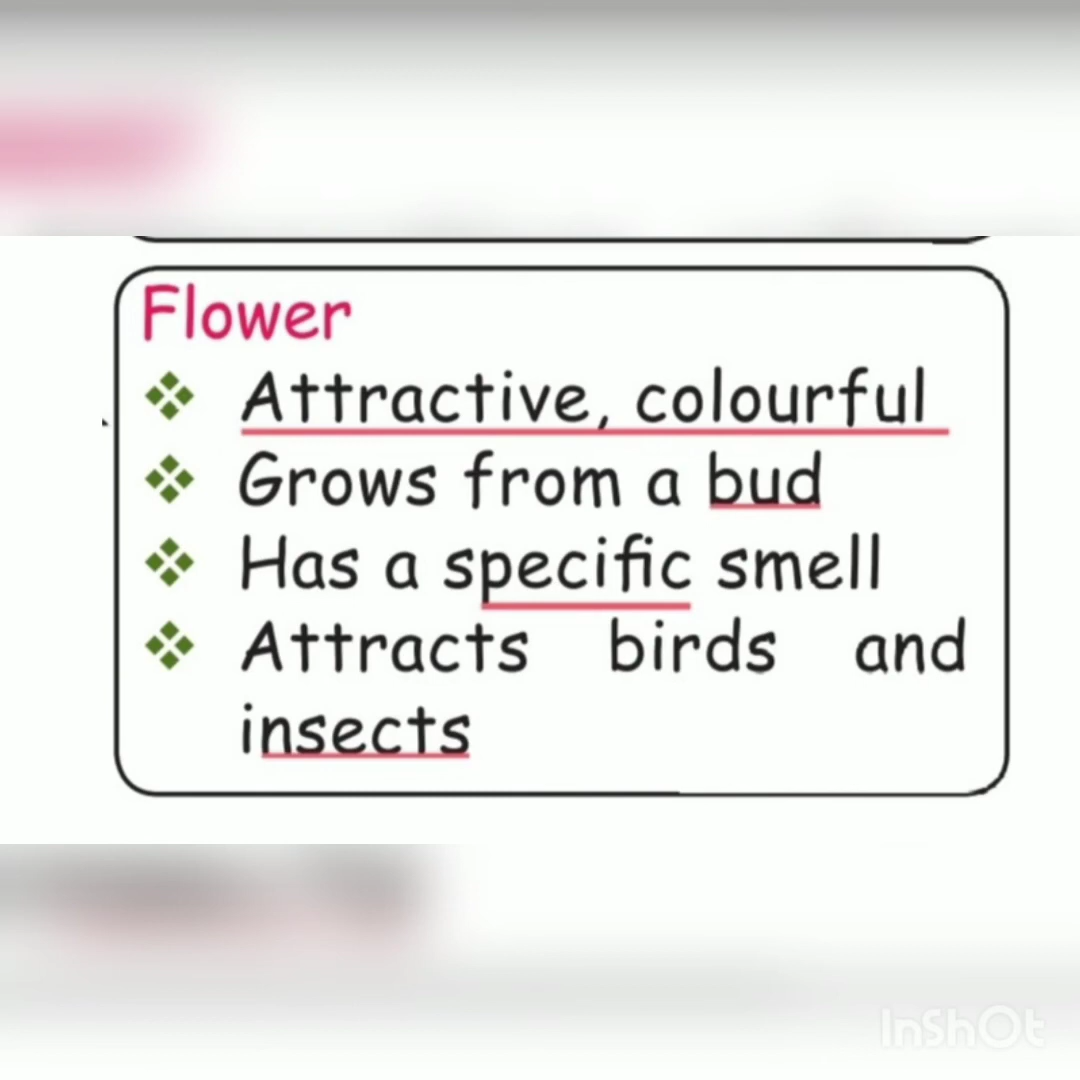 Flower
❖ Attractive, colourful
❖ Grows from a bud
❖ Has a specific smell
❖ Attracts birds and
insects
InShOt